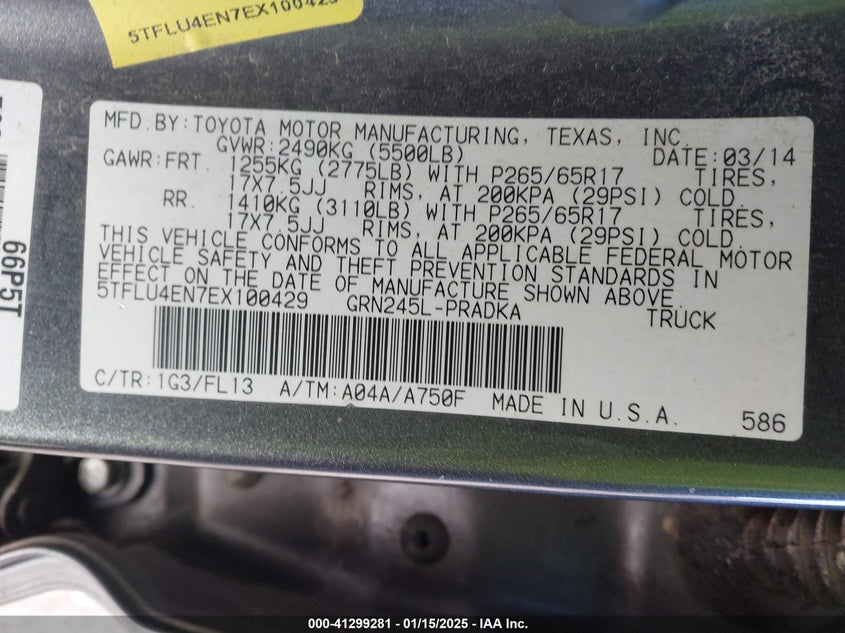 5TFLU4EN7EX100429
66P5T
MFD.BY:TOYOTA MOTOR MANUFACTURING, TEXAS, INC.
GVWR:2490KG (5500LB) DATE:03/14
GAWR:FRT. 1255KG (2775LB) WITH P265/65R17 TIRES,
17X7.5JJ RIMS, AT 200KPA (29PSI) COLD.
RR. 1410KG (3110LB) WITH P265/65R17 TIRES,
17X7.5JJ RIMS, AT 200KPA (29PSI) COLD.
THIS VEHICLE CONFORMS TO ALL APPLICABLE FEDERAL MOTOR
VEHICLE SAFETY AND THEFT PREVENTION STANDARDS IN
EFFECT ON THE DATE OF MANUFACTURE SHOWN ABOVE.
5TFLU4EN7EX100429 GRN245L-PRADKA TRUCK
C/TR:1G3/FL13 A/TM:A04A/A750F MADE IN U.S.A. 586
000-41299281 - 01/15/2025 - IAA Inc.